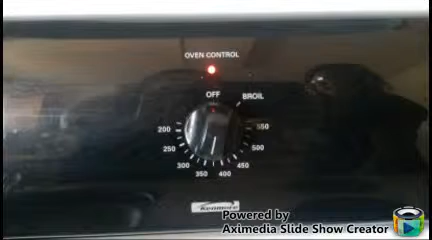 OVEN CONTROL
OFF
BROIL
200
550
250
500
300
450
350
400
Kenmore
Powered by
Aximedia Slide Show Creator